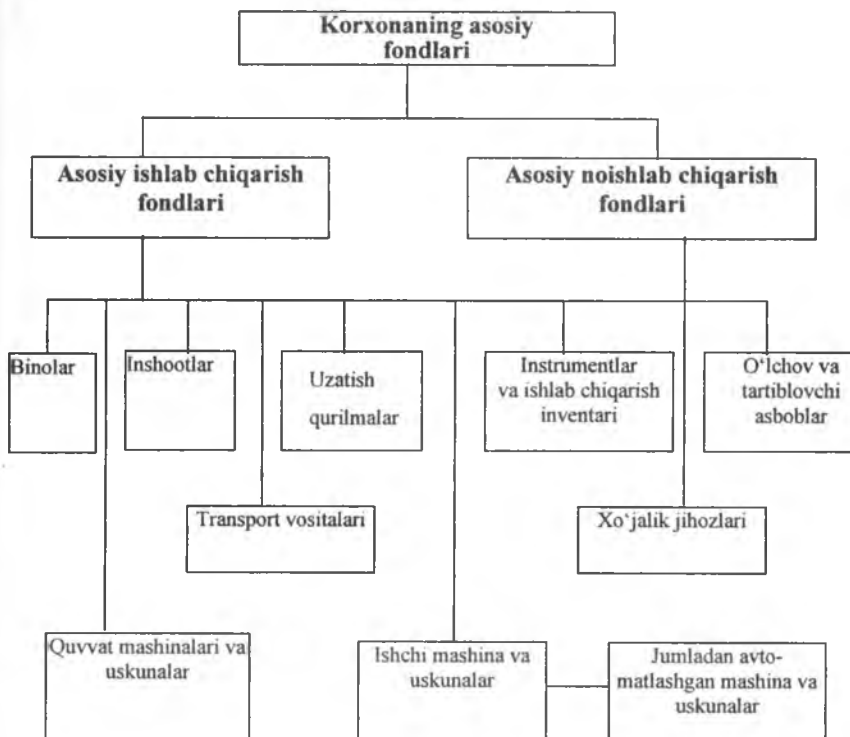 Korxonaning asosiy
fondlari
Asosiy ishlab chiqarish
fondlari
Asosiy noishlab chiqarish
fondlari
Binolar
Inshootlar
Uzatish
qurilmalar
Instrumentlar
va ishlab chiqarish
inventari
O‘lchov va
tartiblovchi
asboblar
Transport vositalari
Xo‘jalik jihozlari
Quvvat mashinalari va
uskunalar
Ishchi mashina va
uskunalar
Jumladan avto-
matlashgan mashina va
uskunalar